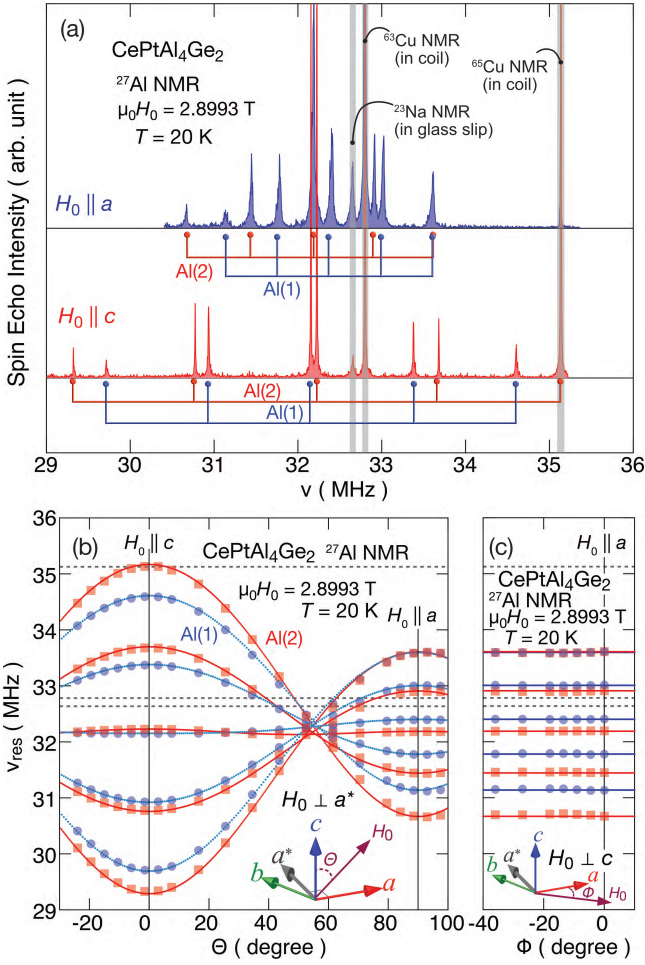 (a)
CePtAl₄Ge₂
²⁷Al NMR
μ₀H₀ = 2.8993 T
T = 20 K
⁶³Cu NMR
(in coil)
⁶⁵Cu NMR
(in coil)
²³Na NMR
(in glass slip)
H₀ || a
Al(2)
Al(1)
H₀ || c
Al(2)
Al(1)
Spin Echo Intensity ( arb. unit )
29 30 31 32 33 34 35 36
ν ( MHz )
(b)
H₀ || c
CePtAl₄Ge₂ ²⁷Al NMR
μ₀H₀ = 2.8993 T
T = 20 K
H₀ || a
Al(1)
Al(2)
H₀ ⊥ a*
c
Θ
H₀
a*
b
a
36
35
34
33
32
31
30
29
νres ( MHz )
-20 0 20 40 60 80 100
Θ ( degree )
(c)
H₀ || a
CePtAl₄Ge₂
²⁷Al NMR
μ₀H₀ = 2.8993 T
T = 20 K
H₀ ⊥ c
c
a*
b
a
Φ
H₀
-40 -20 0
Φ ( degree )